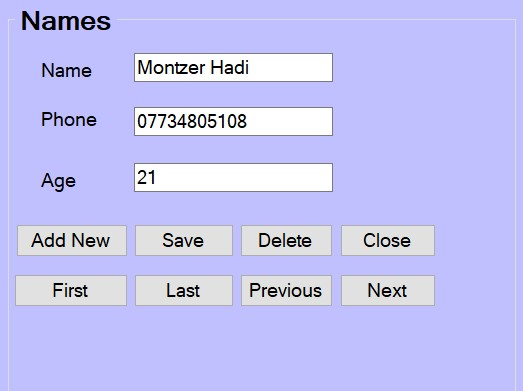 Names
Name Montzer Hadi
Phone 07734805108
Age 21
Add New Save Delete Close
First Last Previous Next